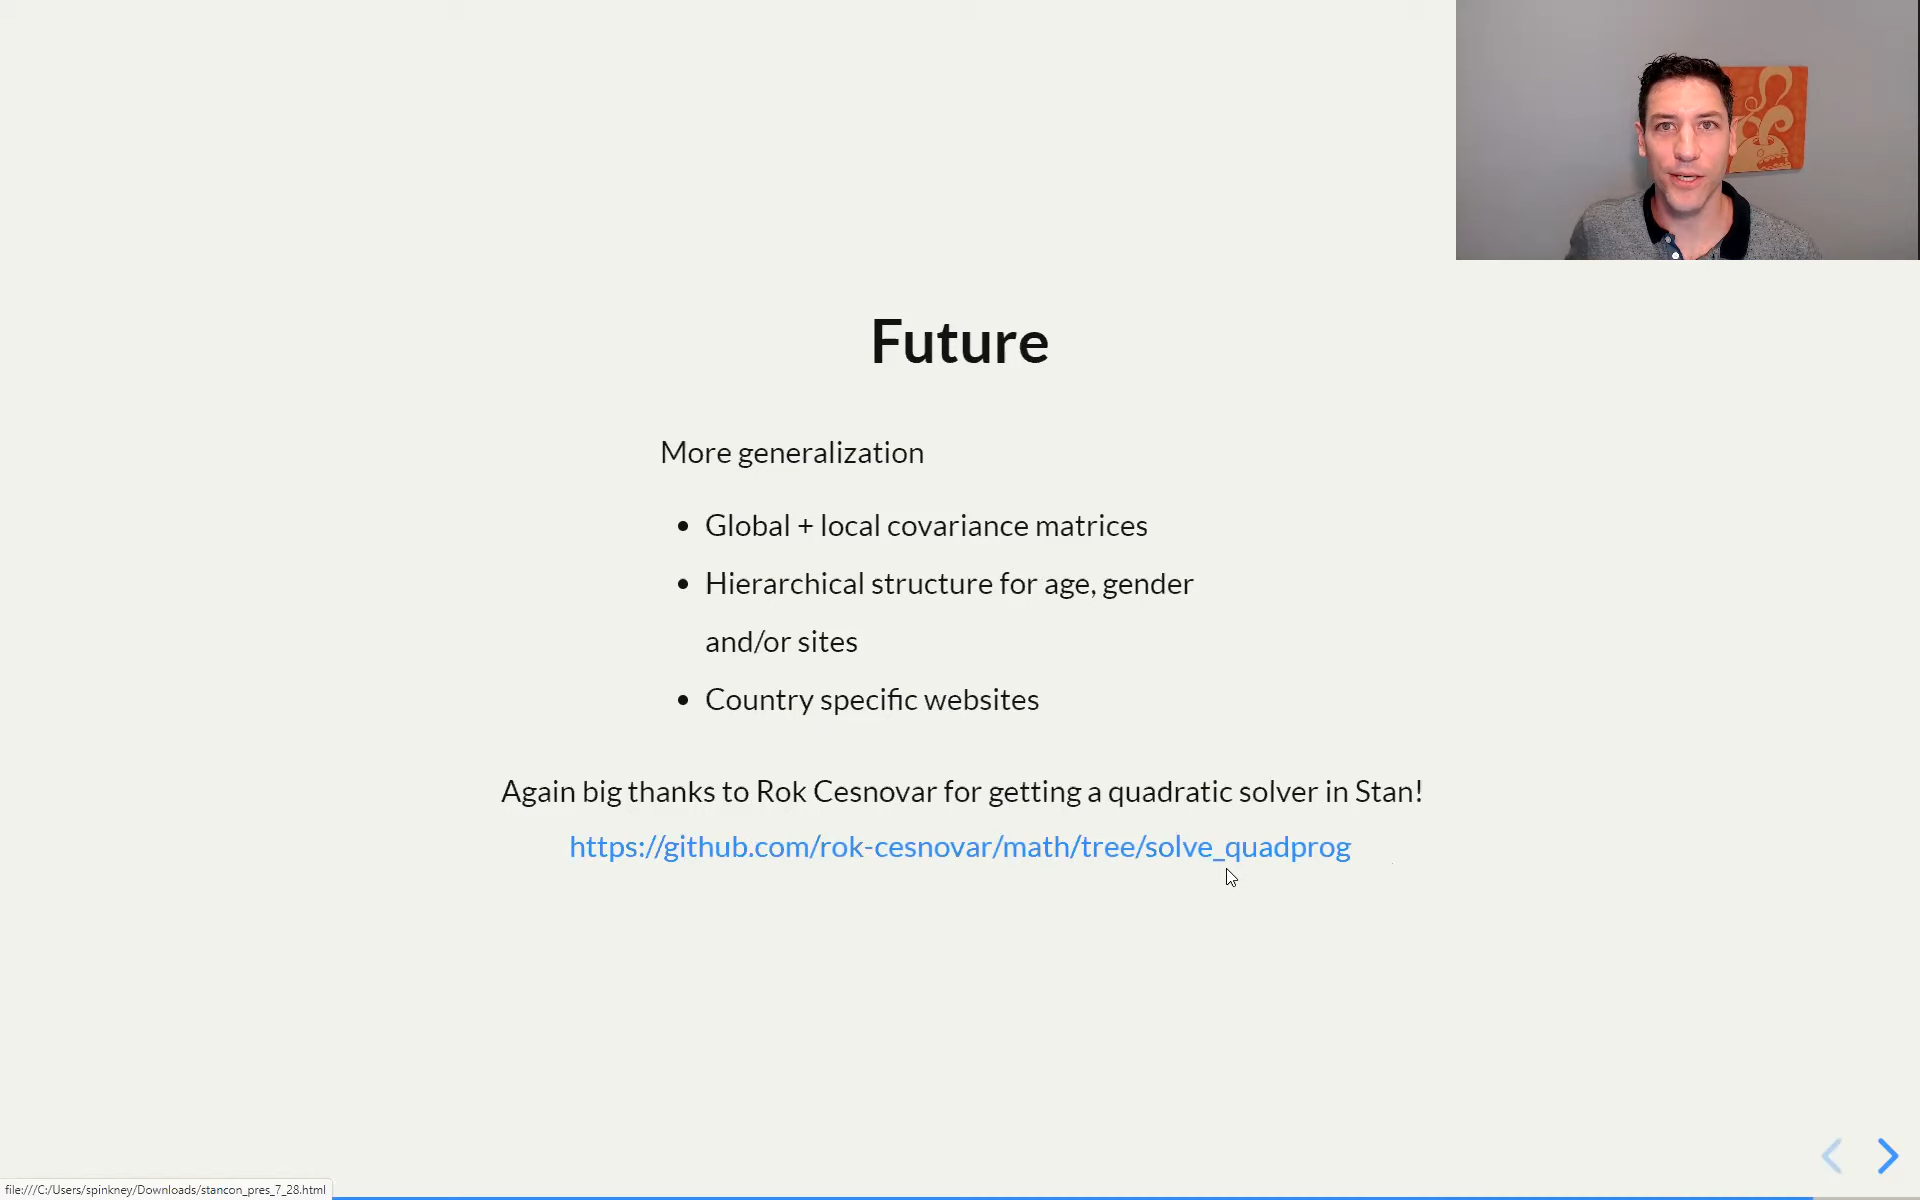 Future
More generalization
Global + local covariance matrices
Hierarchical structure for age, gender
and/or sites
Country specific websites
Again big thanks to Rok Cesnovar for getting a quadratic solver in Stan!
https://github.com/rok-cesnovar/math/tree/solve_quadprog
file:///C:/Users/spinkney/Downloads/stancon_pres_7_28.html